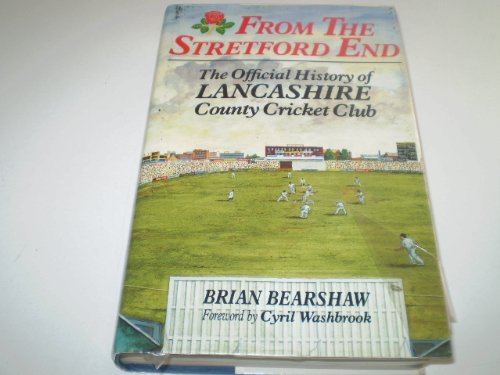 FROM THE
STRETFORD END
The Official History of
LANCASHIRE
County Cricket Club
BRIAN BEARSHAW
Foreword by Cyril Washbrook